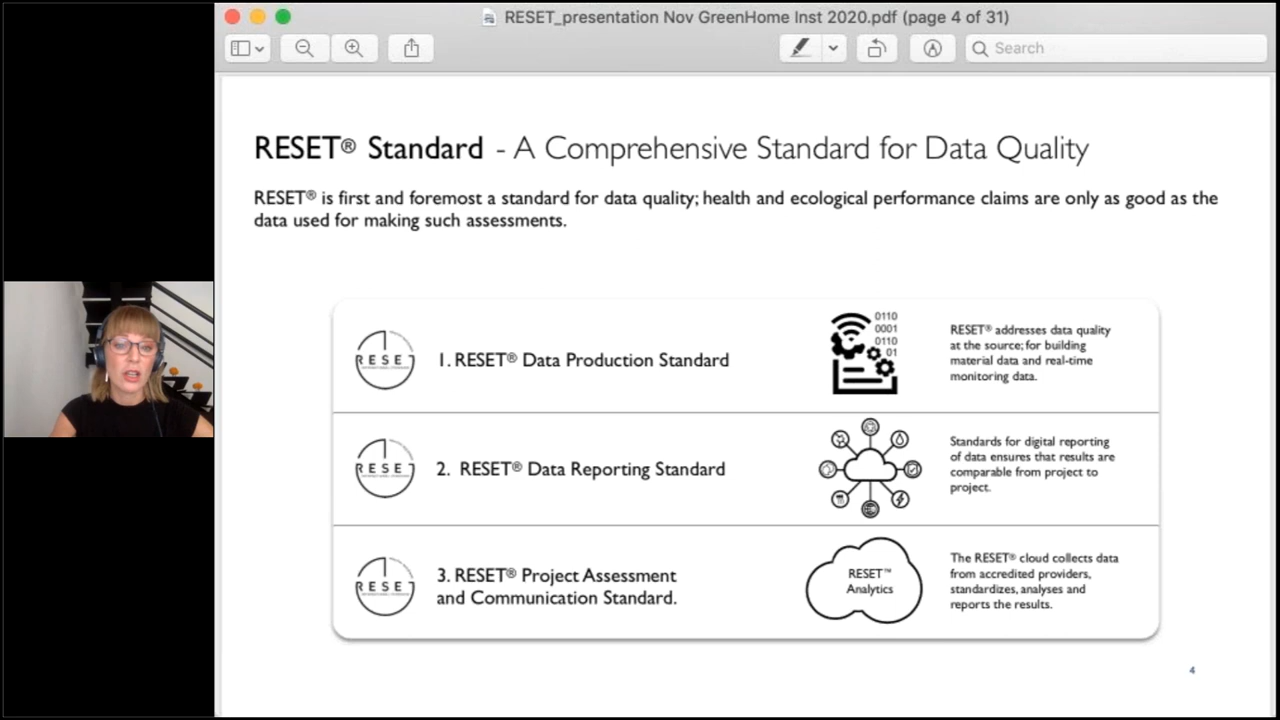 RESET_presentation Nov GreenHome Inst 2020.pdf (page 4 of 31)
Search
RESET® Standard - A Comprehensive Standard for Data Quality
RESET® is first and foremost a standard for data quality; health and ecological performance claims are only as good as the
data used for making such assessments.
RESET
1. RESET® Data Production Standard
0110
0001
0110
01
RESET® addresses data quality
at the source; for building
material data and real-time
monitoring data.
RESET
2. RESET® Data Reporting Standard
Standards for digital reporting
of data ensures that results are
comparable from project to
project.
RESET
3. RESET® Project Assessment
and Communication Standard.
RESET™
Analytics
The RESET® cloud collects data
from accredited providers,
standardizes, analyses and
reports the results.
4